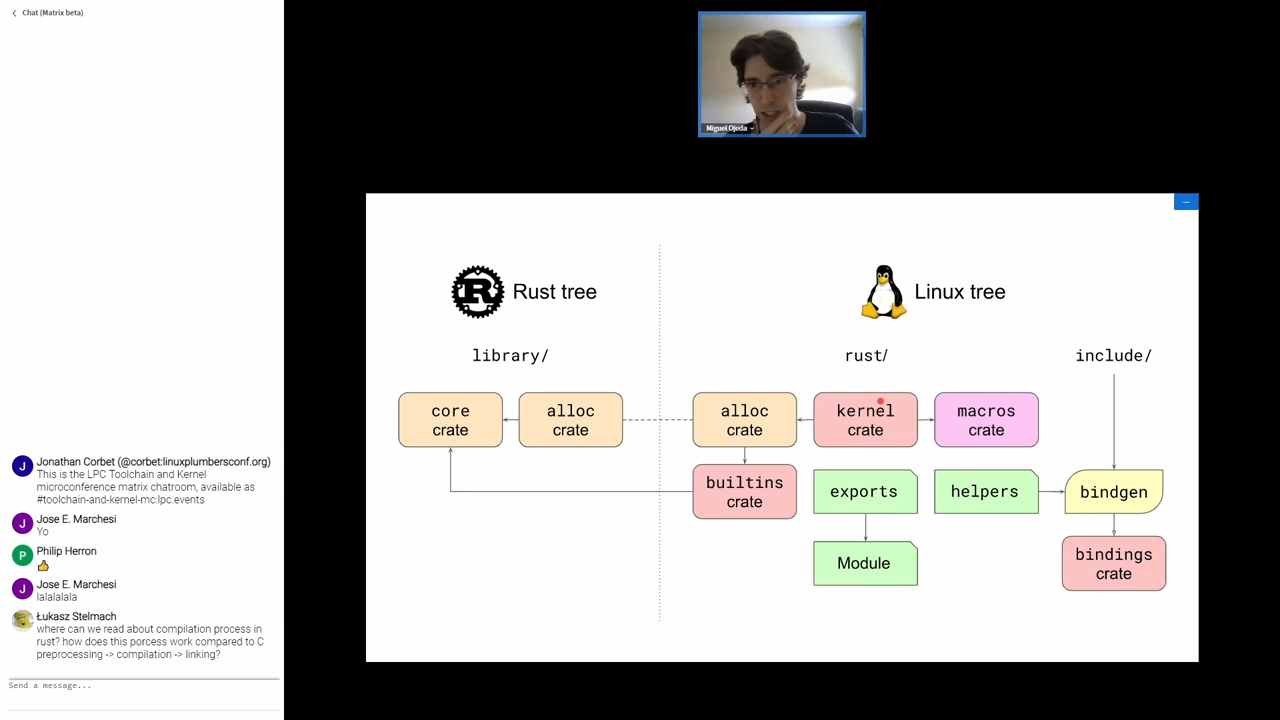 Chat (Matrix beta)
Jonathan Corbet (@corbet:linuxplumbersconf.org)
This is the LPC Toolchain and Kernel
microconference matrix chatroom, available as
#toolchain-and-kernel-mc:lpc.events
J
Jose E. Marchesi
Yo
J
Philip Herron
P
Jose E. Marchesi
lalalalala
J
Łukasz Stelmach
where can we read about compilation process in
rust? how does this porcess work compared to C
preprocessing -> compilation -> linking?
Send a message...
Miguel Ojeda
R
Rust tree
Linux tree
library/
rust/
include/
core
crate
alloc
crate
alloc
crate
kernel
crate
macros
crate
builtins
crate
exports
helpers
bindgen
Module
bindings
crate